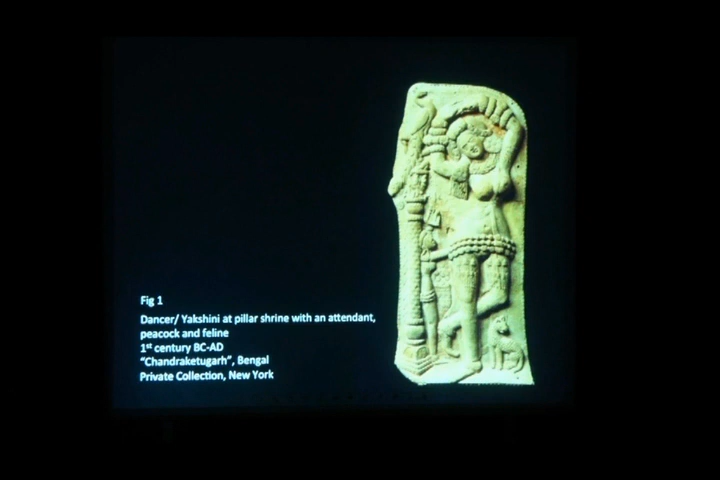 Fig 1
Dancer/ Yakshini at pillar shrine with an attendant,
peacock and feline
1st century BC-AD
“Chandraketugarh”, Bengal
Private Collection, New York